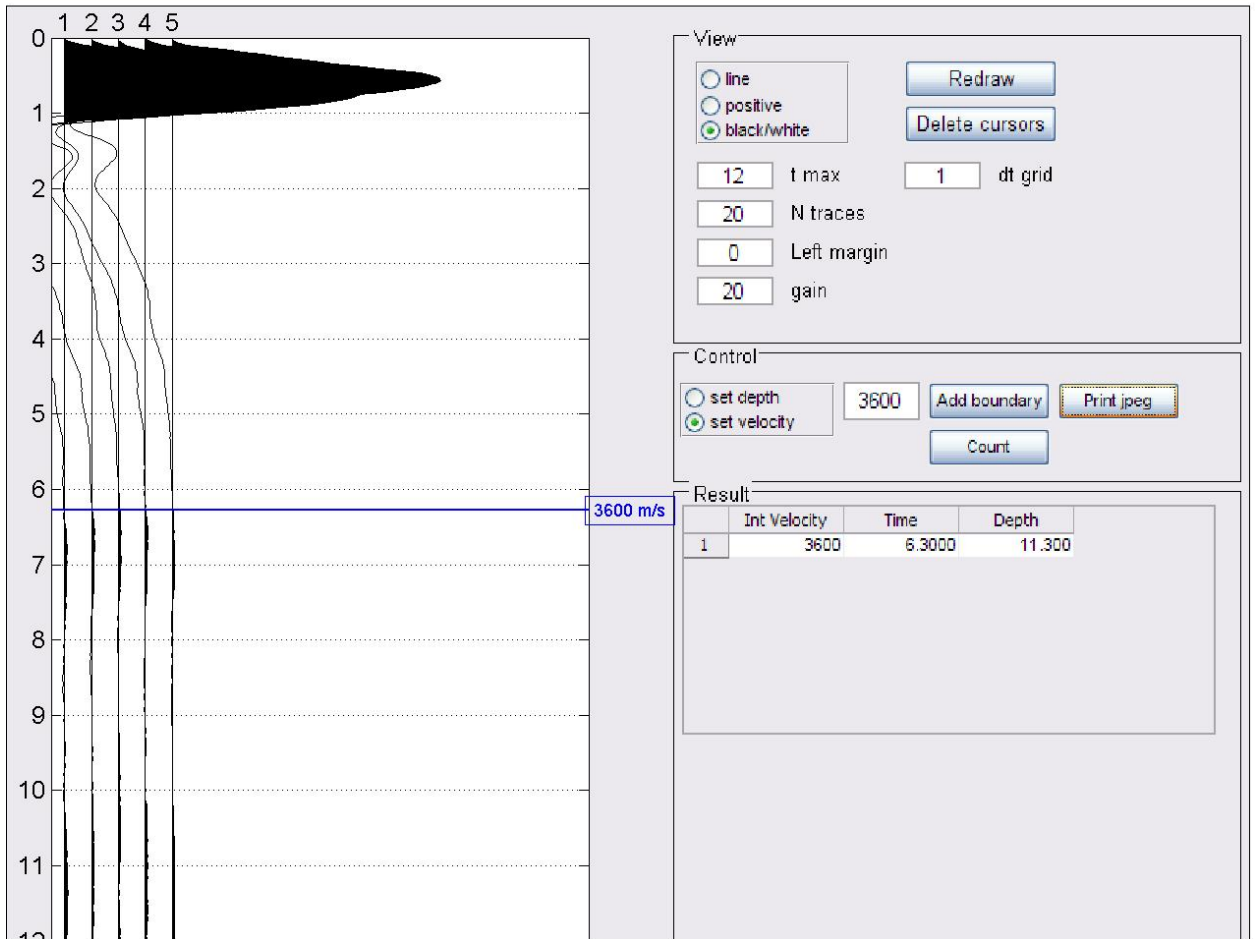 1 2 3 4 5
0
1
2
3
4
5
6
7
8
9
10
11
12
3600 m/s
View
line
positive
black/white
Redraw
Delete cursors
12 t max 1 dt grid
20 N traces
0 Left margin
20 gain
Control
set depth
set velocity
3600 Add boundary Print jpeg
Count
Result
Int Velocity Time Depth
1 3600 6.3000 11.300